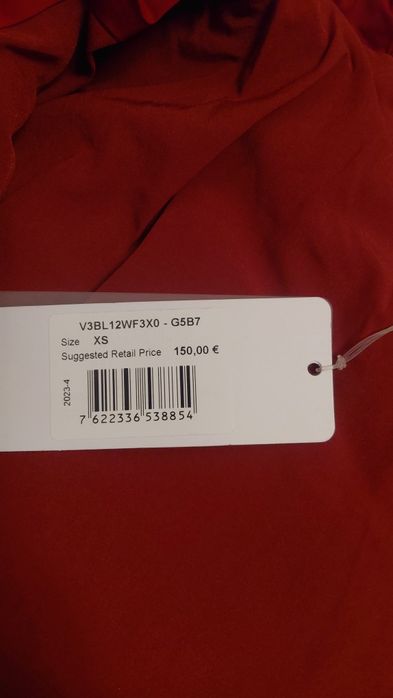 V3BL12WF3X0 - G5B7
Size XS
Suggested Retail Price 150,00 €
2023-4
7 622336 538854